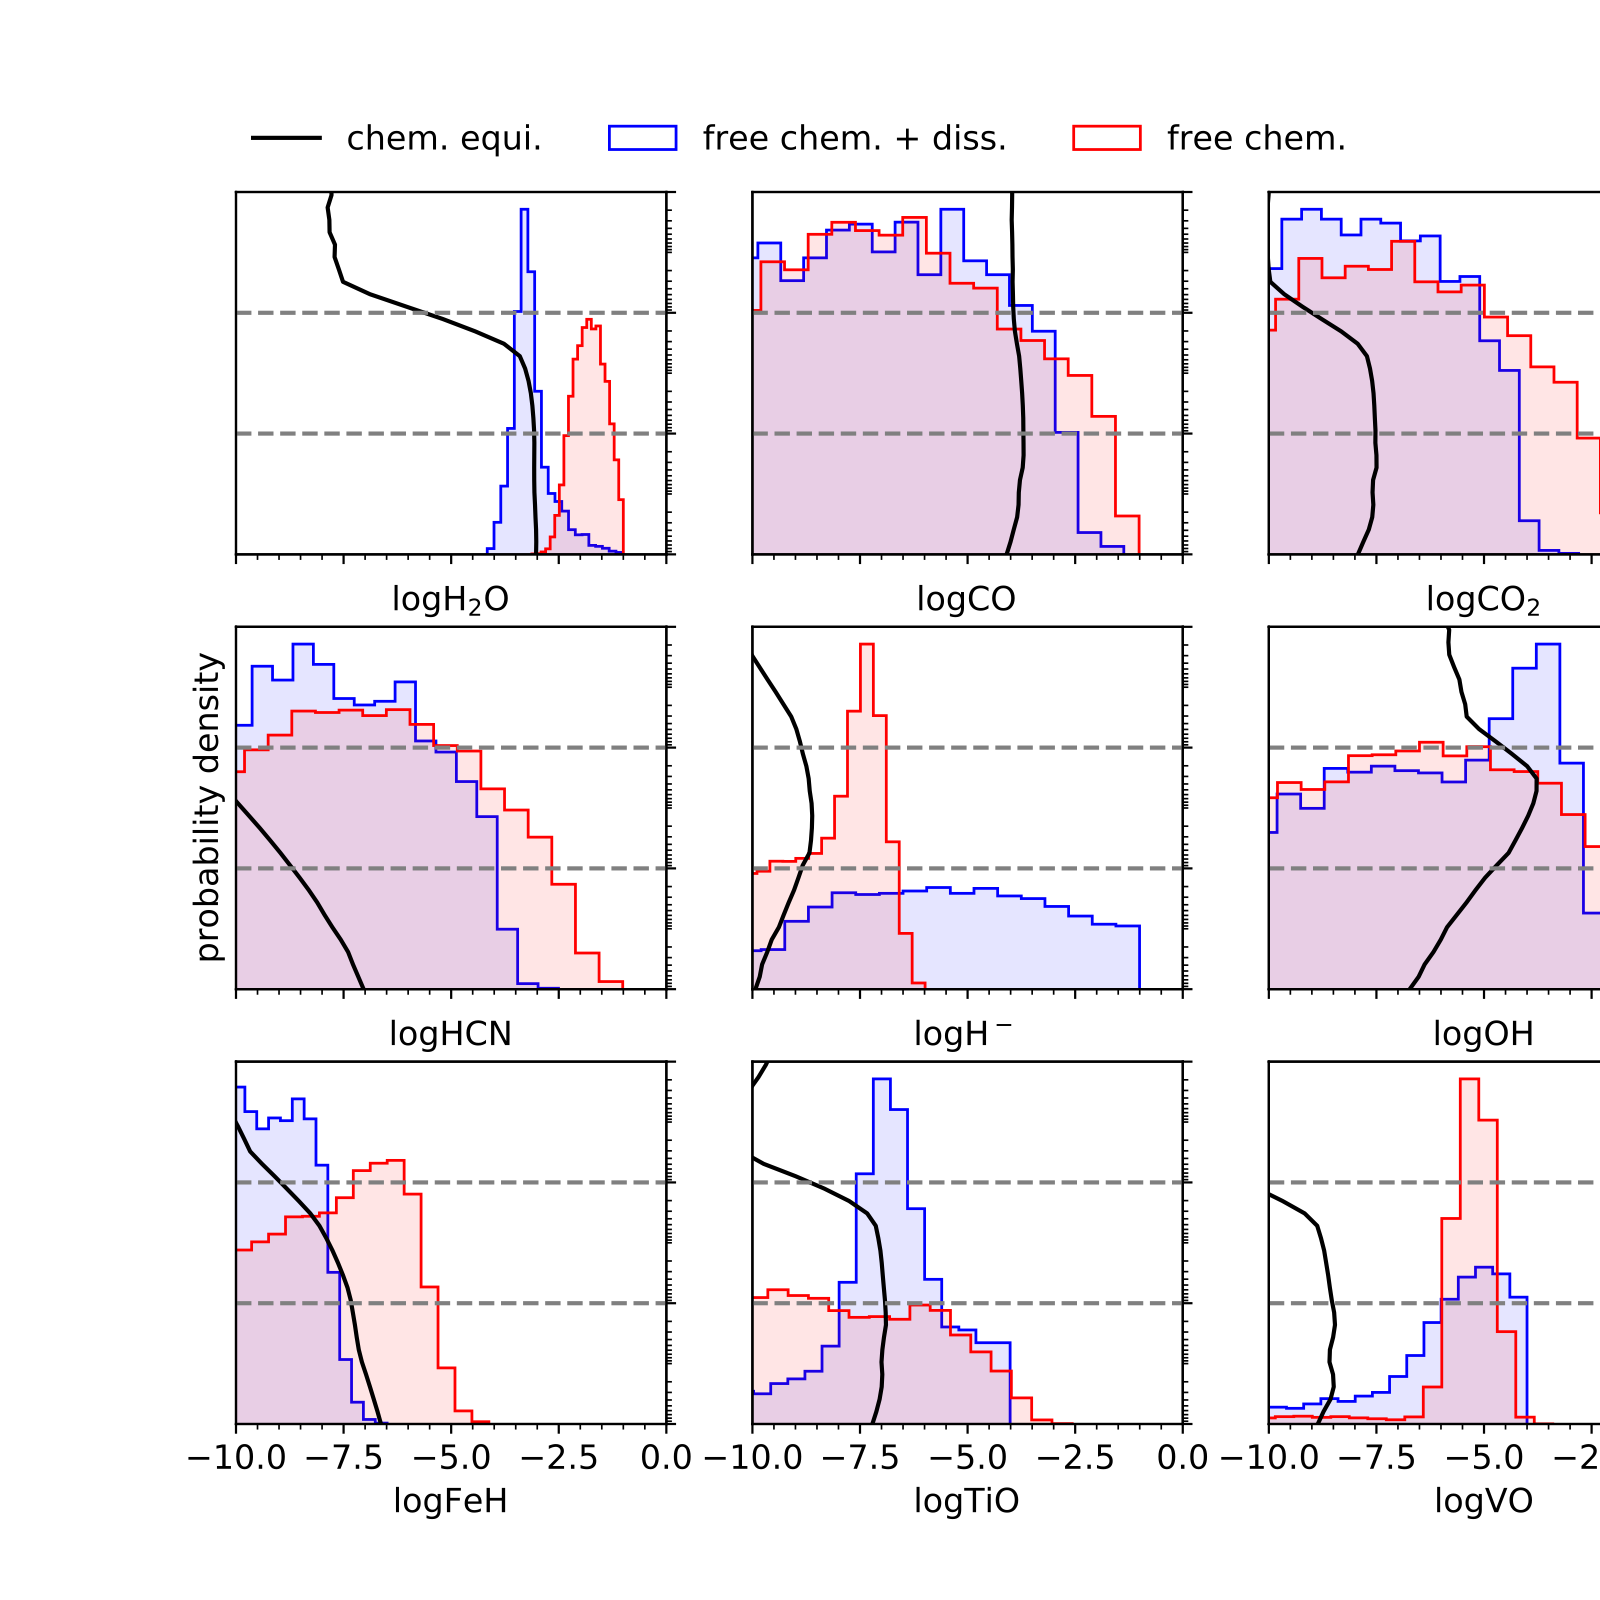 chem. equi. free chem. + diss. free chem.
logH₂O logCO logCO₂
probability density
logHCN logH⁻ logOH
−10.0 −7.5 −5.0 −2.5 0.0 −10.0 −7.5 −5.0 −2.5 0.0 −10.0 −7.5 −5.0 −2
logFeH logTiO logVO